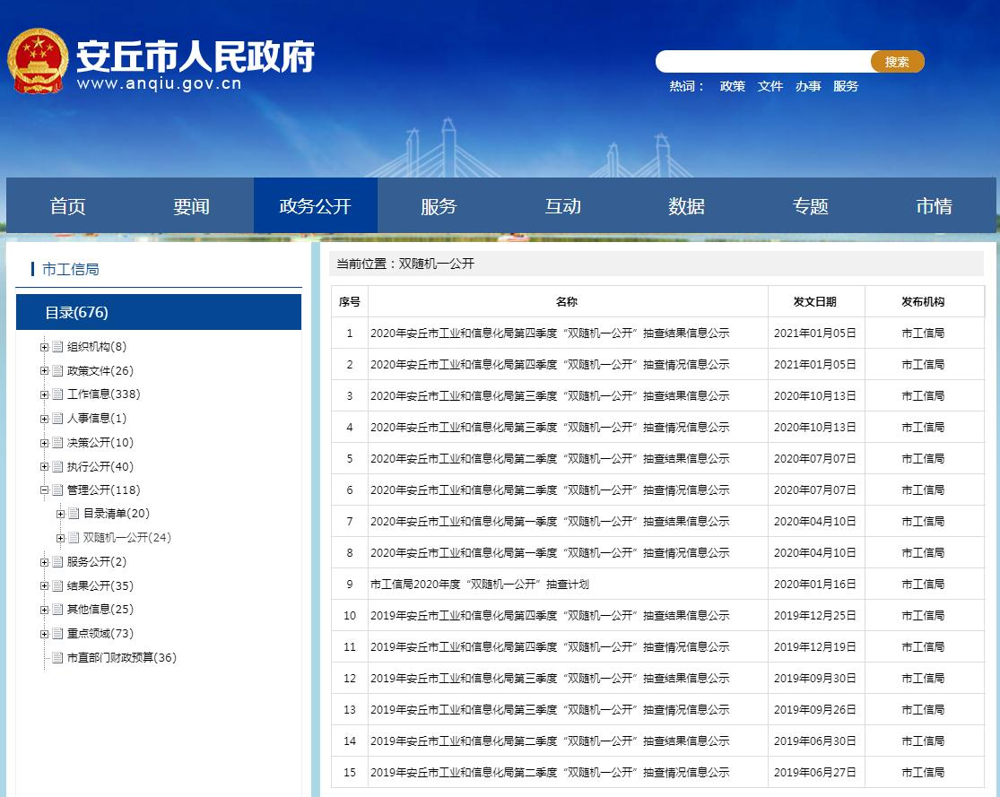 安丘市人民政府
www.anqiu.gov.cn
搜索
热词： 政策 文件 办事 服务
首页 要闻 政务公开 服务 互动 数据 专题 市情
市工信局
目录(676)
组织机构(8)
政策文件(26)
工作信息(338)
人事信息(1)
决策公开(10)
执行公开(40)
管理公开(118)
目录清单(20)
双随机一公开(24)
服务公开(2)
结果公开(35)
其他信息(25)
重点领域(73)
市直部门财政预算(36)
当前位置：双随机一公开
序号 名称 发文日期 发布机构
1 2020年安丘市工业和信息化局第四季度“双随机一公开”抽查结果信息公示 2021年01月05日 市工信局
2 2020年安丘市工业和信息化局第四季度“双随机一公开”抽查情况信息公示 2021年01月05日 市工信局
3 2020年安丘市工业和信息化局第三季度“双随机一公开”抽查结果信息公示 2020年10月13日 市工信局
4 2020年安丘市工业和信息化局第三季度“双随机一公开”抽查情况信息公示 2020年10月13日 市工信局
5 2020年安丘市工业和信息化局第二季度“双随机一公开”抽查结果信息公示 2020年07月07日 市工信局
6 2020年安丘市工业和信息化局第二季度“双随机一公开”抽查情况信息公示 2020年07月07日 市工信局
7 2020年安丘市工业和信息化局第一季度“双随机一公开”抽查结果信息公示 2020年04月10日 市工信局
8 2020年安丘市工业和信息化局第一季度“双随机一公开”抽查情况信息公示 2020年04月10日 市工信局
9 市工信局2020年度“双随机一公开”抽查计划 2020年01月16日 市工信局
10 2019年安丘市工业和信息化局第四季度“双随机一公开”抽查结果信息公示 2019年12月25日 市工信局
11 2019年安丘市工业和信息化局第四季度“双随机一公开”抽查情况信息公示 2019年12月19日 市工信局
12 2019年安丘市工业和信息化局第三季度“双随机一公开”抽查结果信息公示 2019年09月30日 市工信局
13 2019年安丘市工业和信息化局第三季度“双随机一公开”抽查情况信息公示 2019年09月26日 市工信局
14 2019年安丘市工业和信息化局第二季度“双随机一公开”抽查结果信息公示 2019年06月30日 市工信局
15 2019年安丘市工业和信息化局第二季度“双随机一公开”抽查情况信息公示 2019年06月27日 市工信局